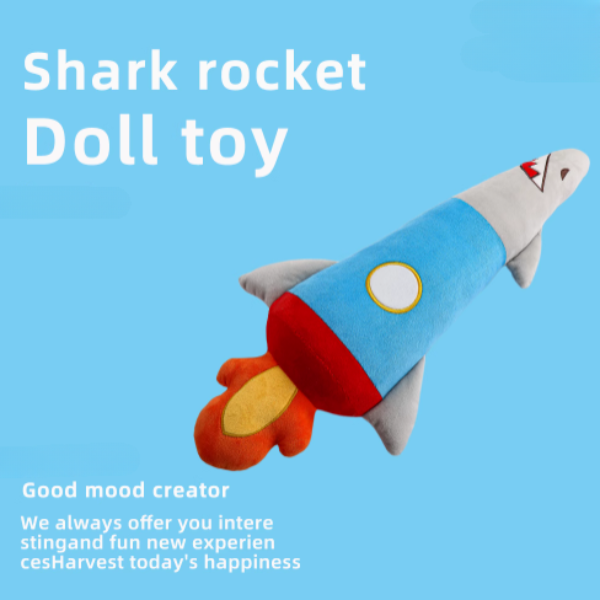 Shark rocket
Doll toy
Good mood creator
We always offer you intere
stingand fun new experien
cesHarvest today's happiness